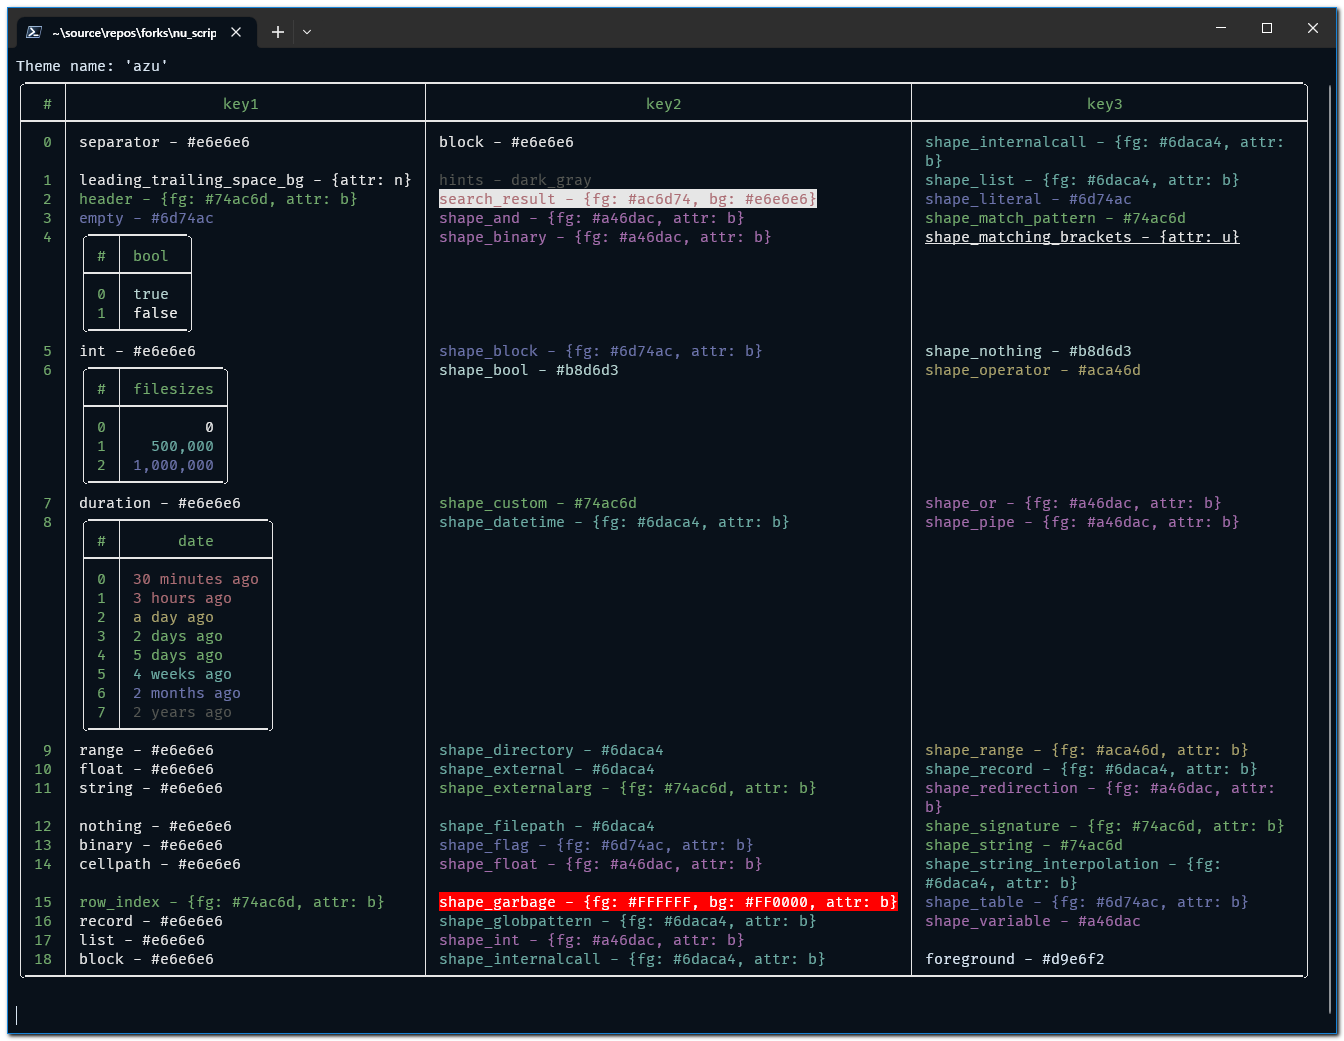 ~\source\repos\forks\nu_scrip
Theme name: 'azu'
# key1 key2 key3
0 separator - #e6e6e6 block - #e6e6e6 shape_internalcall - {fg: #6daca4, attr:
b}
1 leading_trailing_space_bg - {attr: n} hints - dark_gray shape_list - {fg: #6daca4, attr: b}
2 header - {fg: #74ac6d, attr: b} search_result - {fg: #ac6d74, bg: #e6e6e6} shape_literal - #6d74ac
3 empty - #6d74ac shape_and - {fg: #a46dac, attr: b} shape_match_pattern - #74ac6d
4 shape_binary - {fg: #a46dac, attr: b} shape_matching_brackets - {attr: u}
# bool
0 true
1 false
5 int - #e6e6e6 shape_block - {fg: #6d74ac, attr: b} shape_nothing - #b8d6d3
6 shape_bool - #b8d6d3 shape_operator - #aca46d
# filesizes
0 0
1 500,000
2 1,000,000
7 duration - #e6e6e6 shape_custom - #74ac6d shape_or - {fg: #a46dac, attr: b}
8 shape_datetime - {fg: #6daca4, attr: b} shape_pipe - {fg: #a46dac, attr: b}
# date
0 30 minutes ago
1 3 hours ago
2 a day ago
3 2 days ago
4 5 days ago
5 4 weeks ago
6 2 months ago
7 2 years ago
9 range - #e6e6e6 shape_directory - #6daca4 shape_range - {fg: #aca46d, attr: b}
10 float - #e6e6e6 shape_external - #6daca4 shape_record - {fg: #6daca4, attr: b}
11 string - #e6e6e6 shape_externalarg - {fg: #74ac6d, attr: b} shape_redirection - {fg: #a46dac, attr:
b}
12 nothing - #e6e6e6 shape_filepath - #6daca4 shape_signature - {fg: #74ac6d, attr: b}
13 binary - #e6e6e6 shape_flag - {fg: #6d74ac, attr: b} shape_string - #74ac6d
14 cellpath - #e6e6e6 shape_float - {fg: #a46dac, attr: b} shape_string_interpolation - {fg:
#6daca4, attr: b}
15 row_index - {fg: #74ac6d, attr: b} shape_garbage - {fg: #FFFFFF, bg: #FF0000, attr: b} shape_table - {fg: #6d74ac, attr: b}
16 record - #e6e6e6 shape_globpattern - {fg: #6daca4, attr: b} shape_variable - #a46dac
17 list - #e6e6e6 shape_int - {fg: #a46dac, attr: b}
18 block - #e6e6e6 shape_internalcall - {fg: #6daca4, attr: b} foreground - #d9e6f2